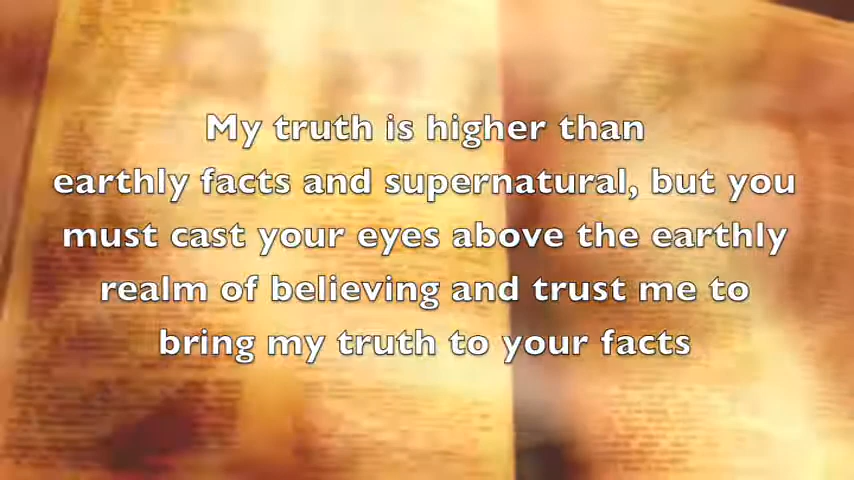 My truth is higher than
earthly facts and supernatural, but you
must cast your eyes above the earthly
realm of believing and trust me to
bring my truth to your facts